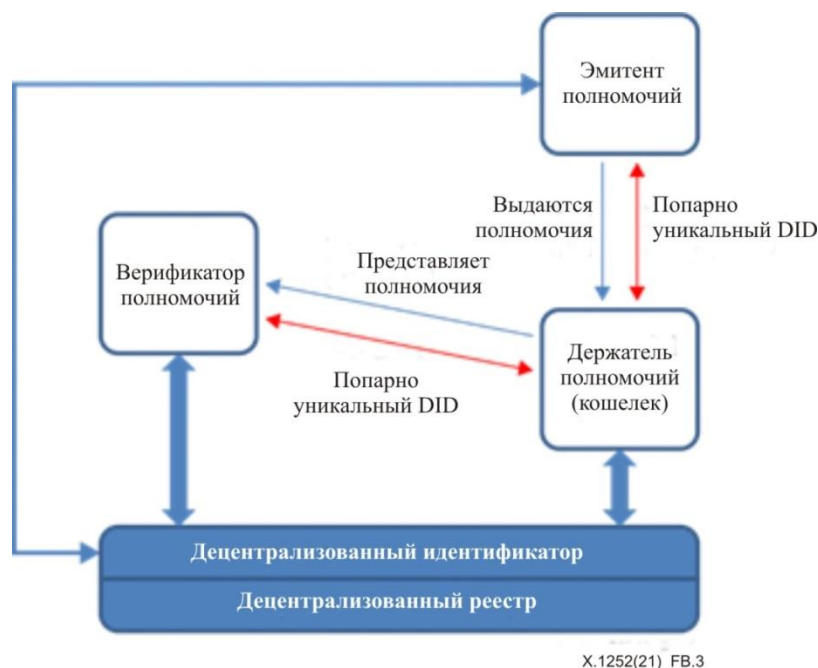 Эмитент
полномочий
Выдаются
полномочия
Попарно
уникальный DID
Верификатор
полномочий
Представляет
полномочия
Попарно
уникальный DID
Держатель
полномочий
(кошелек)
Децентрализованный идентификатор
Децентрализованный реестр
X.1252(21)_FB.3